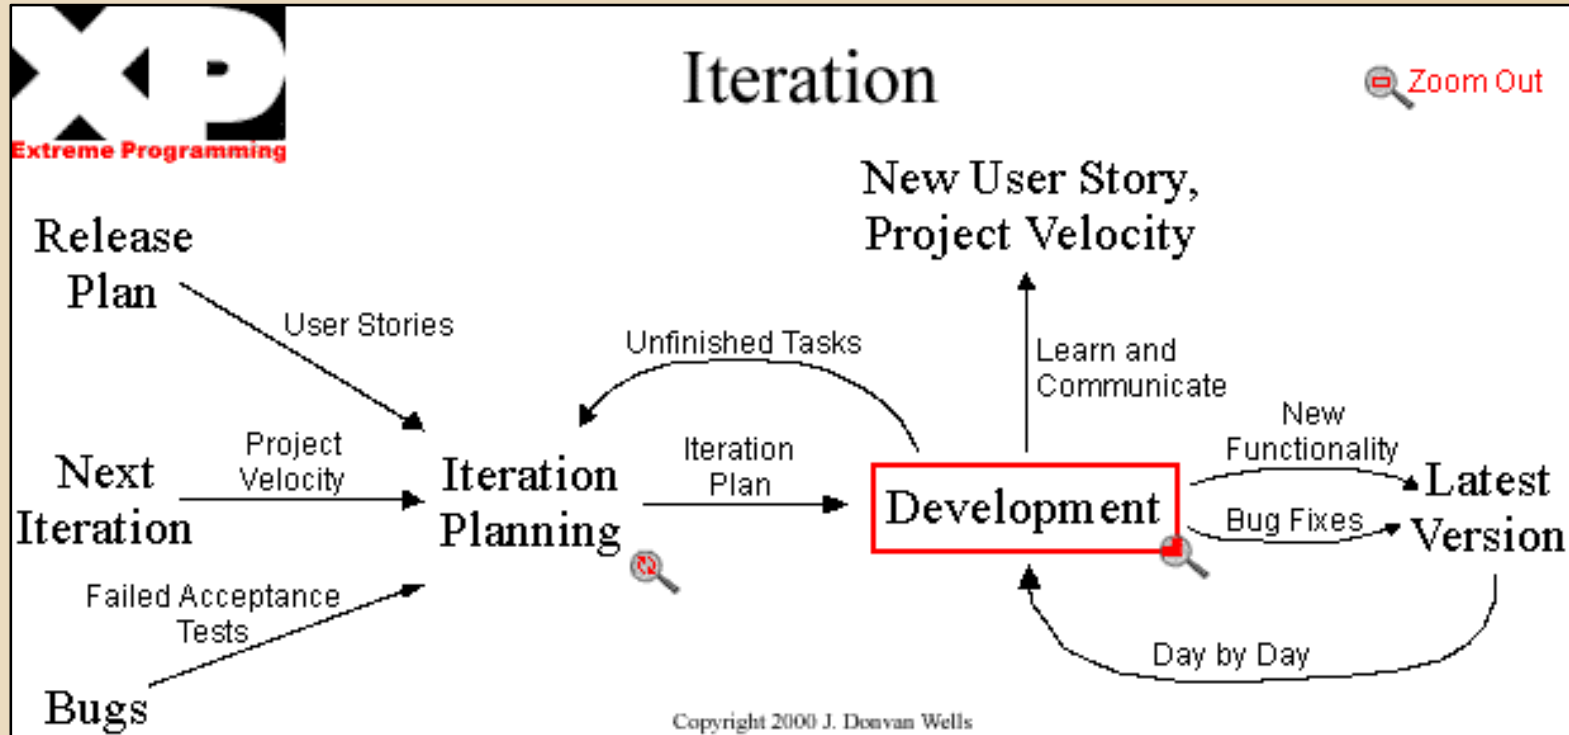 XP
Extreme Programming
Iteration
Zoom Out
New User Story,
Project Velocity
Release
Plan
User Stories
Unfinished Tasks
Learn and
Communicate
New
Functionality
Project
Velocity
Iteration
Plan
Next
Iteration
Iteration
Planning
Development
Latest
Version
Bug Fixes
Failed Acceptance
Tests
Day by Day
Bugs
Copyright 2000 J. Donvan Wells